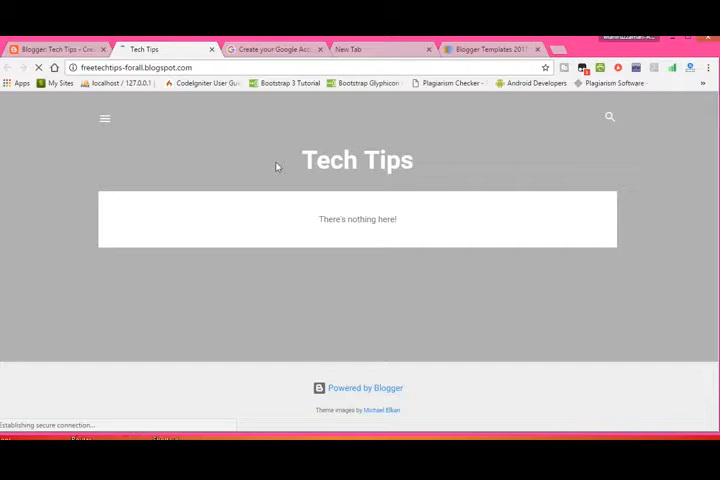 Blogger: Tech Tips - Crea
Tech Tips
Create your Google Acc
New Tab
Blogger Templates 2011
freetechtips-forall.blogspot.com
Apps
My Sites
localhost / 127.0.0.1
CodeIgniter User Gui
Bootstrap 3 Tutorial
Bootstrap Glyphicon
Plagiarism Checker -
Android Developers
Plagiarism Software -
Tech Tips
There's nothing here!
Powered by Blogger
Theme images by Michael Elkan
Establishing secure connection...